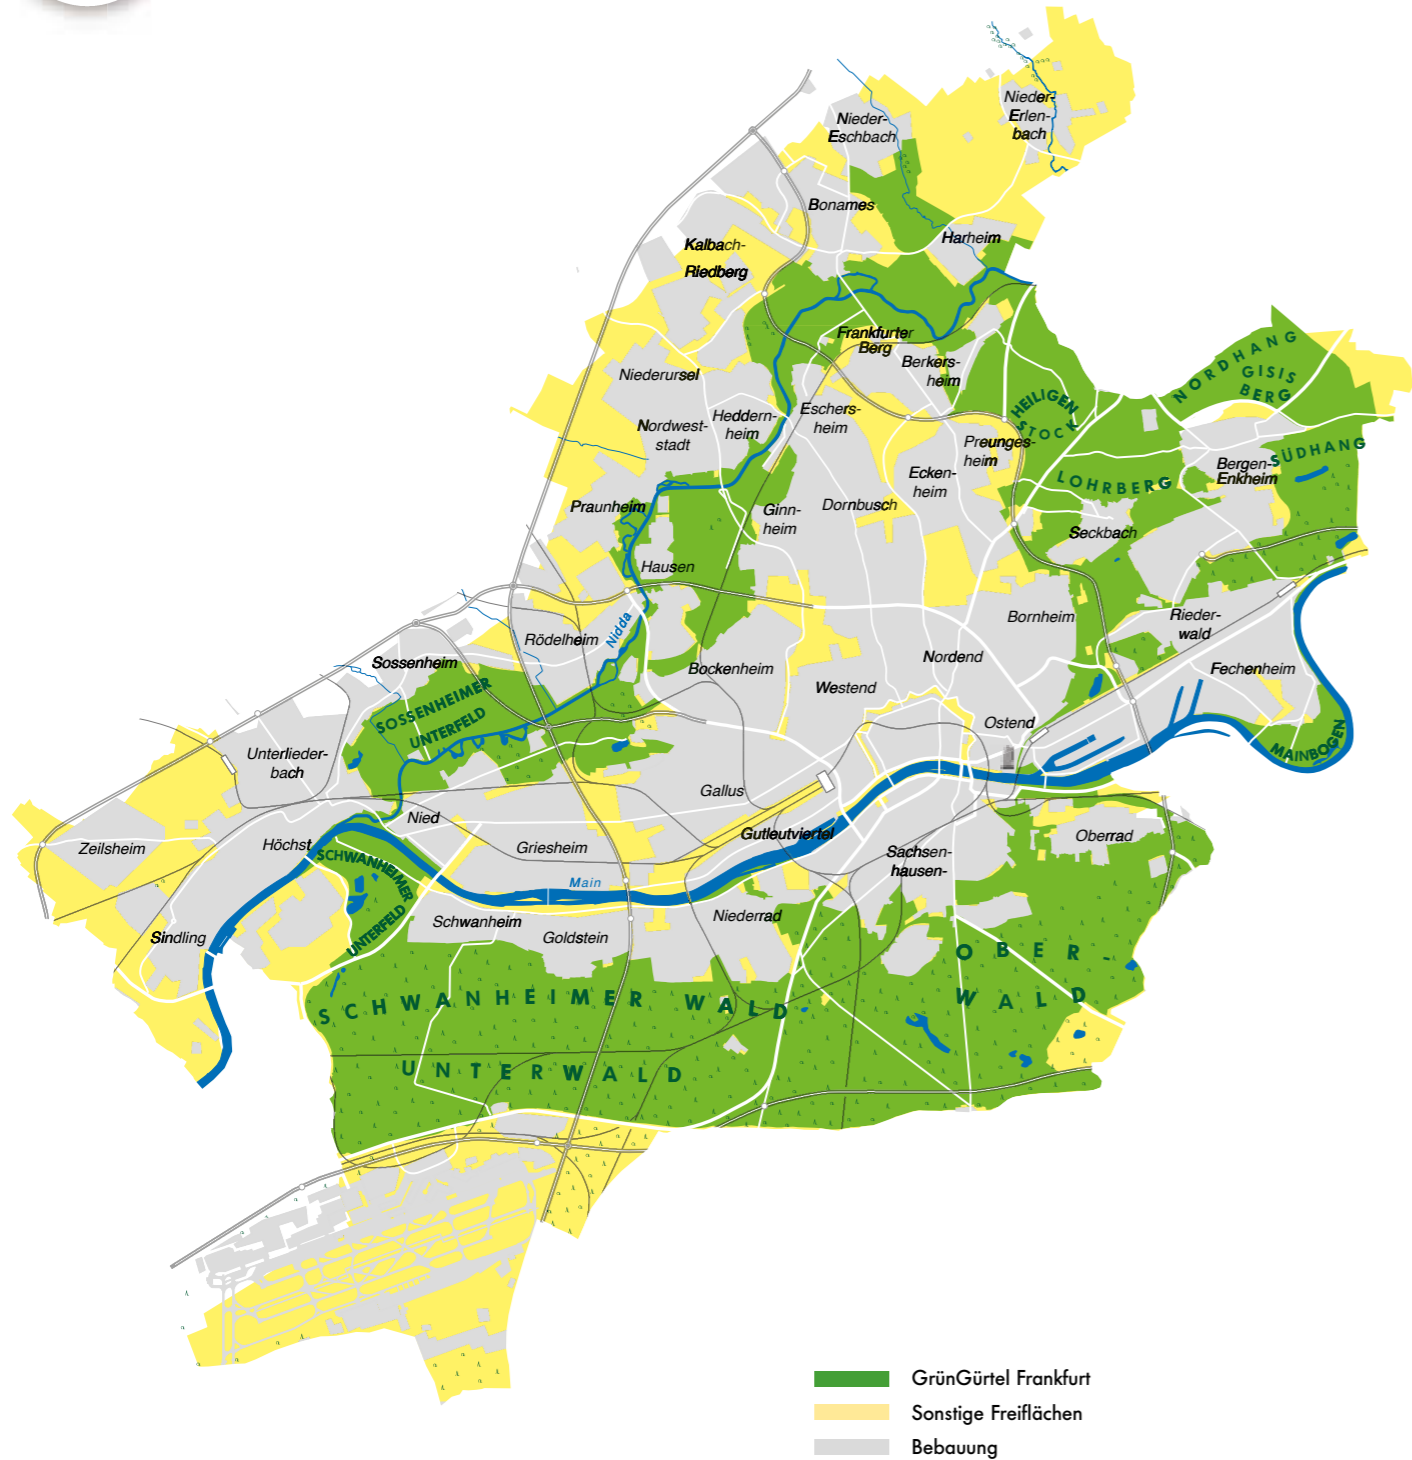 Nieder-
Erlen-
bach
Nieder-
Eschbach
Bonames
Harheim
Kalbach-
Riedberg
Frankfurter
Berg
Berkers-
heim
NORDHANG
GISIS
BERG
Niederursel
Heddern-
heim
Eschers-
heim
HEILIGEN
STOCK
Nordwest-
stadt
Preunges-
heim
SÜDHANG
Bergen-
Enkheim
Ecken-
heim
LOHRBERG
Praunheim
Ginn-
heim
Dornbusch
Seckbach
Hausen
Bornheim
Rieder-
wald
Nidda
Rödelheim
Sossenheim
Bockenheim
Nordend
Fechenheim
Westend
SOSSENHEIMER
UNTERFELD
Ostend
MAINBOGEN
Unterlieder-
bach
Gallus
Nied
Gutleutviertel
Oberrad
Zeilsheim
Höchst
Griesheim
Sachsen-
hausen-
SCHWANHEIMER
UNTERFELD
Main
Schwanheim
Goldstein
Niederrad
Sindling
OBER-
WALD
SCHWANHEIMER WALD
UNTERWALD
GrünGürtel Frankfurt
Sonstige Freiflächen
Bebauung